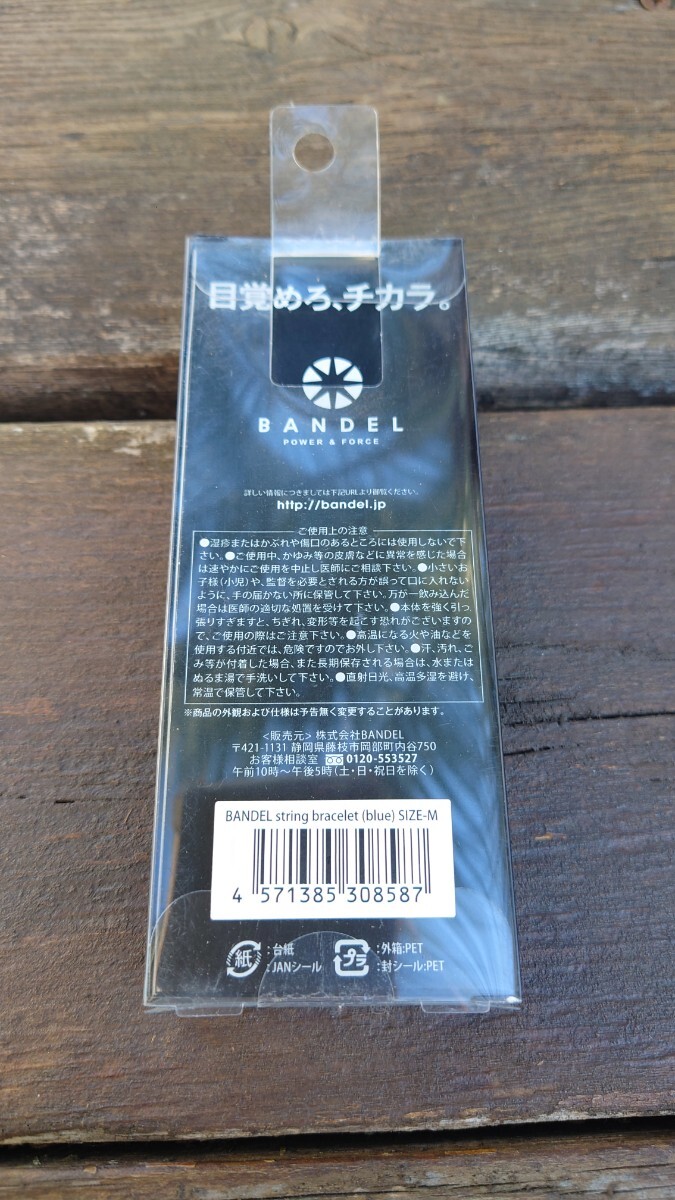 目覚めろ、チカラ。
BANDEL
POWER & FORCE
詳しい情報につきましては下記URLより御覧ください。
http://bandel.jp
ご使用上の注意
●湿疹またはかぶれや傷口のあるところには使用しないで下
さい。●ご使用中、かゆみ等の皮膚などに異常を感じた場合
は速やかにご使用を中止し医師にご相談下さい。●小さいお
子様(小児)や、監督を必要とされる方が誤って口に入れない
ように、手の届かない所に保管して下さい。万が一飲み込んだ
場合は医師の適切な処置を受けて下さい。●本体を強く引っ
張りすぎますと、ちぎれ、変形等を起こす恐れがございますの
で、ご使用の際はご注意下さい。●高温になる火や油などを
使用する付近では、危険ですのでお外し下さい。●汗、汚れ、ご
み等が付着した場合、また長期保存される場合は、水または
ぬるま湯で手洗いして下さい。●直射日光、高温多湿を避け、
常温で保管して下さい。
※商品の外観および仕様は予告無く変更することがあります。
<販売元> 株式会社BANDEL
〒421-1131 静岡県藤枝市岡部町内谷750
お客様相談室 0120-553527
午前10時〜午後5時(土・日・祝日を除く)
BANDEL string bracelet (blue) SIZE-M
4 571385 308587
紙 :台紙 :JANシール
プラ :外箱:PET :封シール:PET